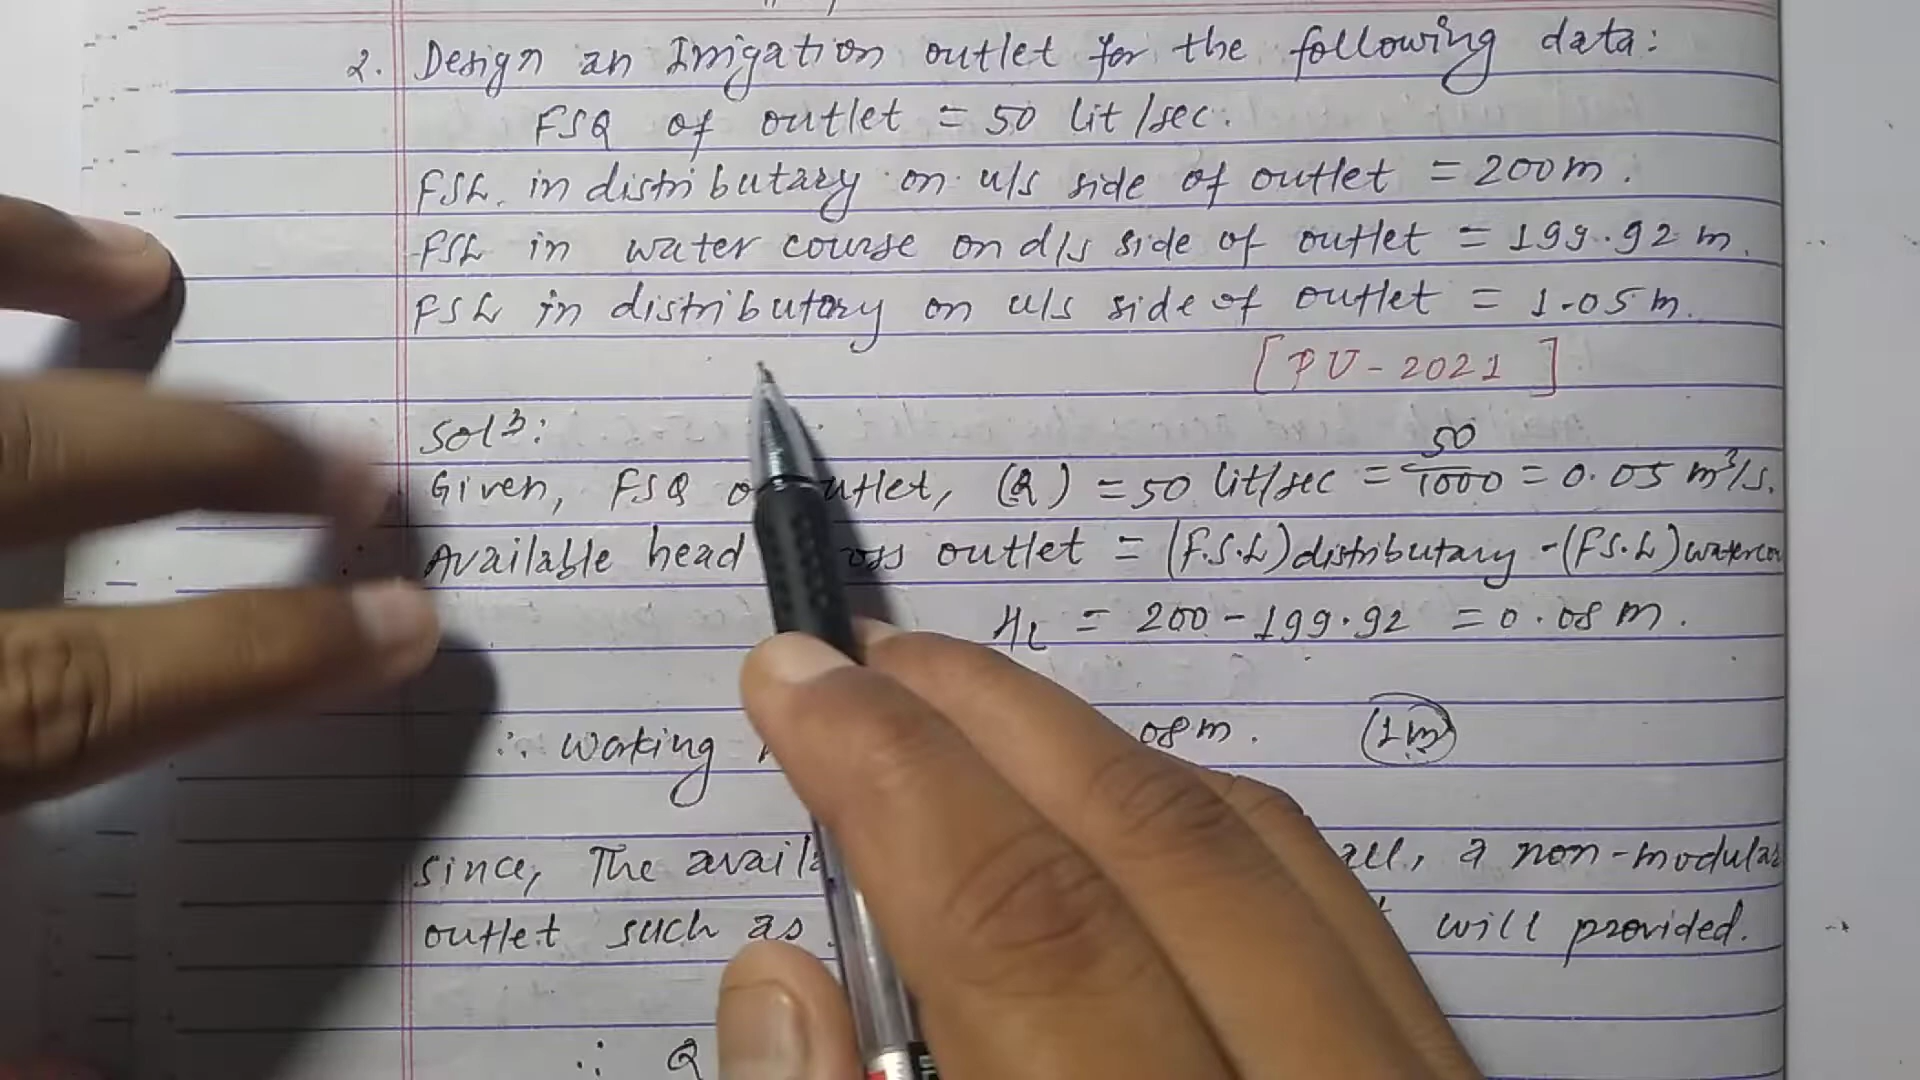 2. Design an Irrigation outlet for the following data:
FSQ of outlet = 50 lit/sec.
FSL in distributary on u/s side of outlet = 200m.
FSL in water course on d/s side of outlet = 199.92 m.
FSL in distributary on u/s side of outlet = 1.05 m.
[PU-2021]
Sol^n:
50
Given, FSQ outlet, (Q) = 50 lit/sec = 1000 = 0.05 m³/s.
Available head outlet = (F.S.L) distributary - (F.S.L)
HL = 200 - 199.92 = 0.08 m.
∴ working 08m. (1m)
since, The a non-modular
outlet such as will provided.
∴ Q